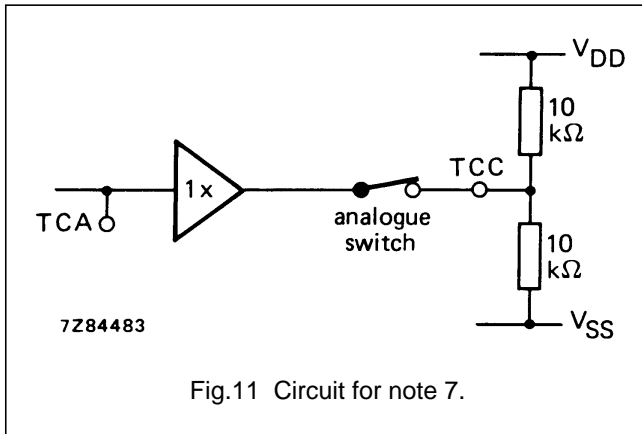 V_DD
10
kΩ
TCC
1x
TCA
analogue
switch
10
kΩ
7Z84483
V_SS
Fig.11 Circuit for note 7.